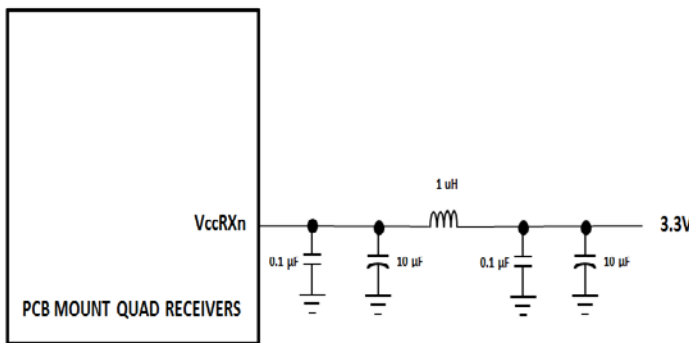 1 uH
VccRXn
3.3V
0.1 µF
10 µF
0.1 µF
10 µF
PCB MOUNT QUAD RECEIVERS